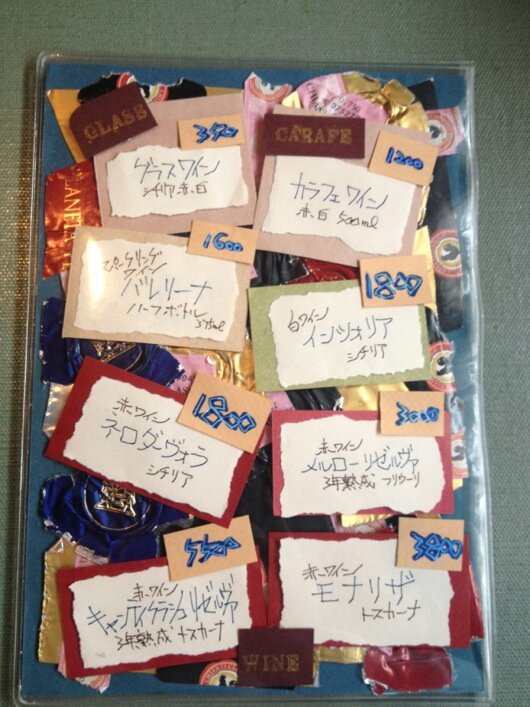 GLASS
350
グラスワイン
シチリア 赤、白
CARAFE
1200
カラフェワイン
赤、白 500ml
1600
スパークリング
ワイン
バレリーナ
ハーフボトル
375ml
1800
白ワイン
インツォリア
シチリア
1800
赤ワイン
ネロダーヴォラ
シチリア
3000
赤ワイン
メルローリゼルヴァ
3年熟成 フリウーリ
赤ワイン
キャンティクラシコリゼルヴァ
3年熟成 トスカーナ
3800
赤ワイン
モナリザ
トスカーナ
WINE